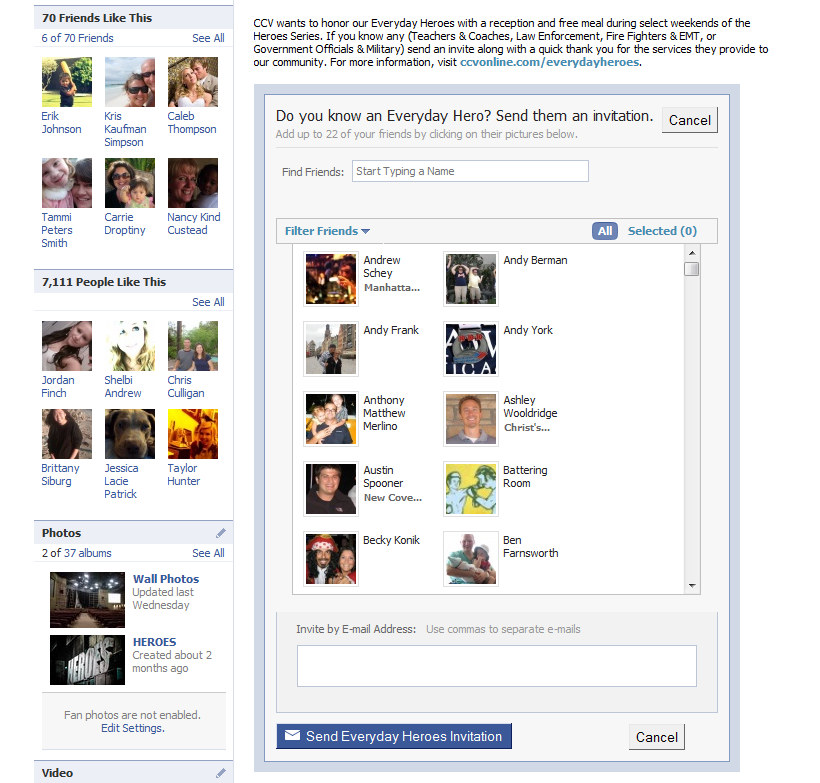 70 Friends Like This
6 of 70 Friends See All
Erik
Johnson
Kris
Kaufman
Simpson
Caleb
Thompson
Tammi
Peters
Smith
Carrie
Droptiny
Nancy Kind
Custead
7,111 People Like This
See All
Jordan
Finch
Shelbi
Andrew
Chris
Culligan
Brittany
Siburg
Jessica
Lacie
Patrick
Taylor
Hunter
Photos
2 of 37 albums See All
Wall Photos
Updated last
Wednesday
HEROES
HEROES
Created about 2
months ago
Fan photos are not enabled.
Edit Settings.
Video
CCV wants to honor our Everyday Heroes with a reception and free meal during select weekends of the
Heroes Series. If you know any (Teachers & Coaches, Law Enforcement, Fire Fighters & EMT, or
Government Officials & Military) send an invite along with a quick thank you for the services they provide to
our community. For more information, visit ccvonline.com/everydayheroes.
Do you know an Everyday Hero? Send them an invitation. Cancel
Add up to 22 of your friends by clicking on their pictures below.
Find Friends: Start Typing a Name
Filter Friends All Selected (0)
Andrew
Schey
Manhatta...
Andy Berman
Andy Frank
Andy York
Anthony
Matthew
Merlino
Ashley
Wooldridge
Christ's...
Austin
Spooner
New Cove...
Battering
Room
Becky Konik
Ben
Farnsworth
Invite by E-mail Address: Use commas to separate e-mails
Send Everyday Heroes Invitation Cancel